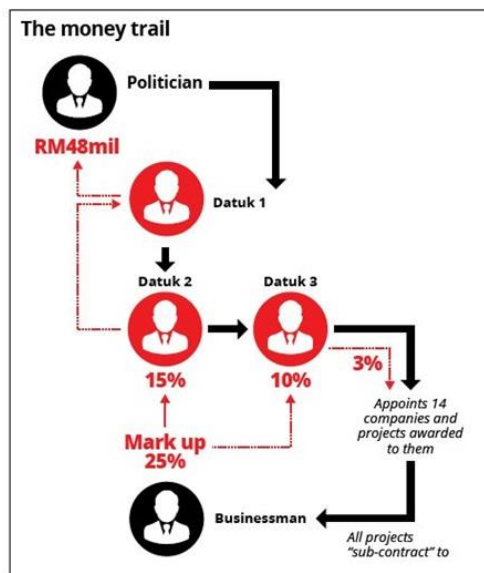 The money trail
Politician
RM48mil
Datuk 1
Datuk 2
Datuk 3
15%
10%
3%
Appoints 14
companies and
projects awarded
to them
Mark up
25%
Businessman
All projects
“sub-contract” to